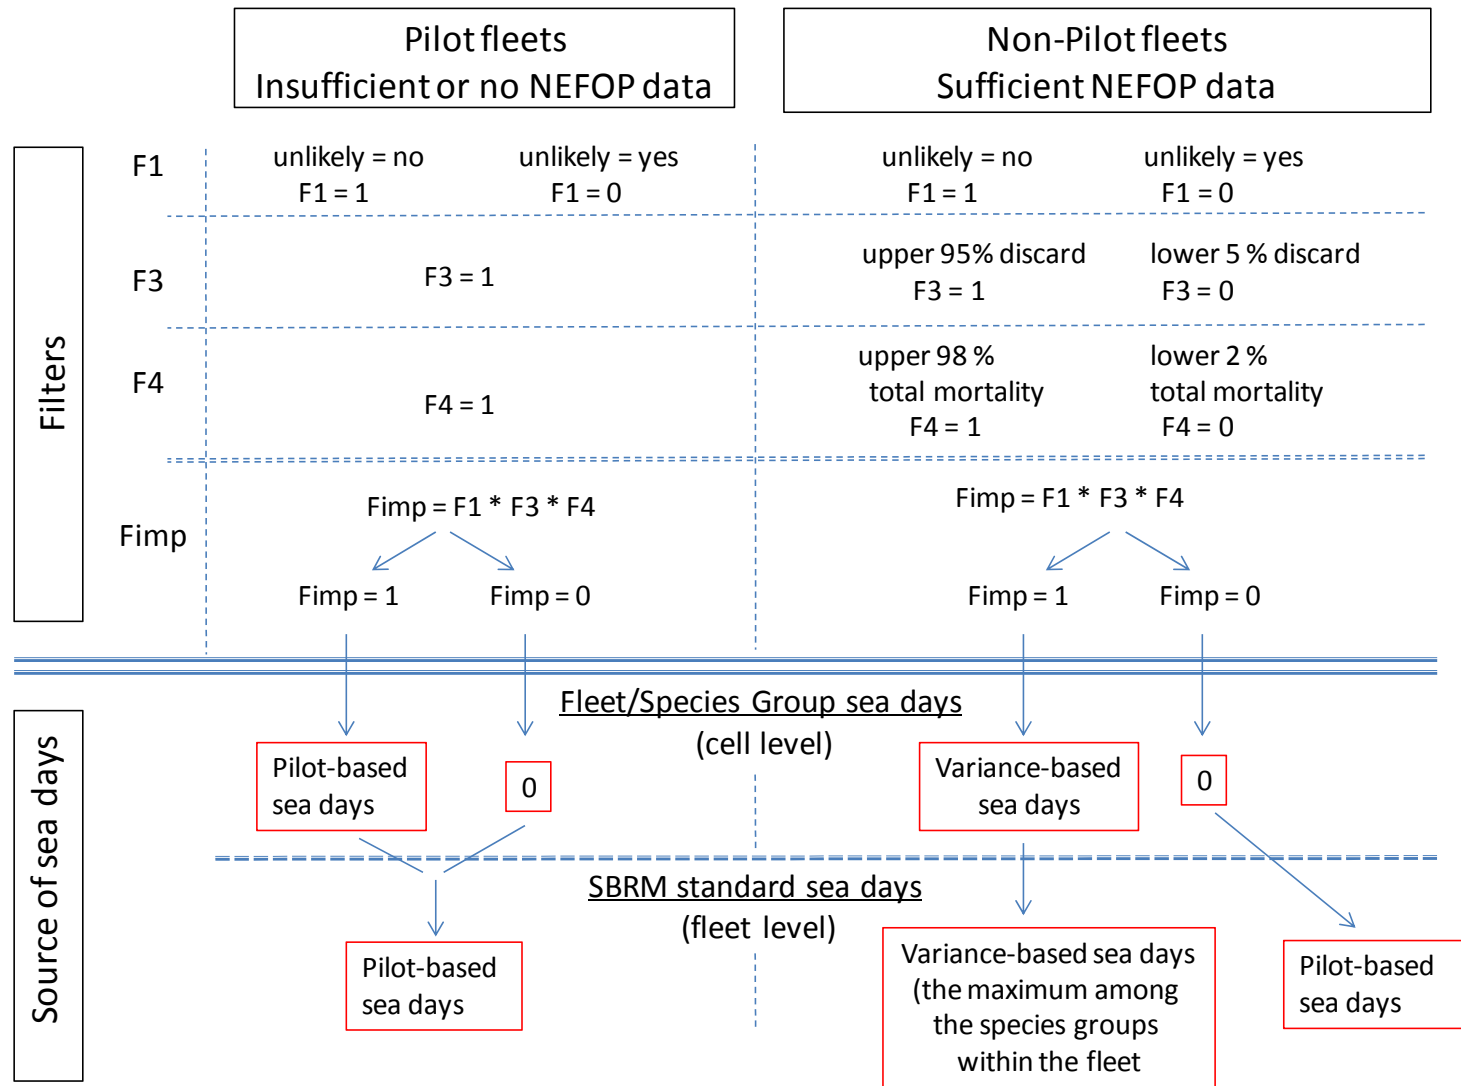 Pilot fleets
Insufficient or no NEFOP data
Non-Pilot fleets
Sufficient NEFOP data
Filters
F1
unlikely = no
F1 = 1
unlikely = yes
F1 = 0
unlikely = no
F1 = 1
unlikely = yes
F1 = 0
F3
F3 = 1
upper 95% discard
F3 = 1
lower 5 % discard
F3 = 0
F4
F4 = 1
upper 98 %
total mortality
F4 = 1
lower 2 %
total mortality
F4 = 0
Fimp
Fimp = F1 * F3 * F4
Fimp = 1
Fimp = 0
Fimp = F1 * F3 * F4
Fimp = 1
Fimp = 0
Source of sea days
Fleet/Species Group sea days
(cell level)
Pilot-based
sea days
0
Variance-based
sea days
0
SBRM standard sea days
(fleet level)
Pilot-based
sea days
Variance-based sea days
(the maximum among
the species groups
within the fleet
Pilot-based
sea days